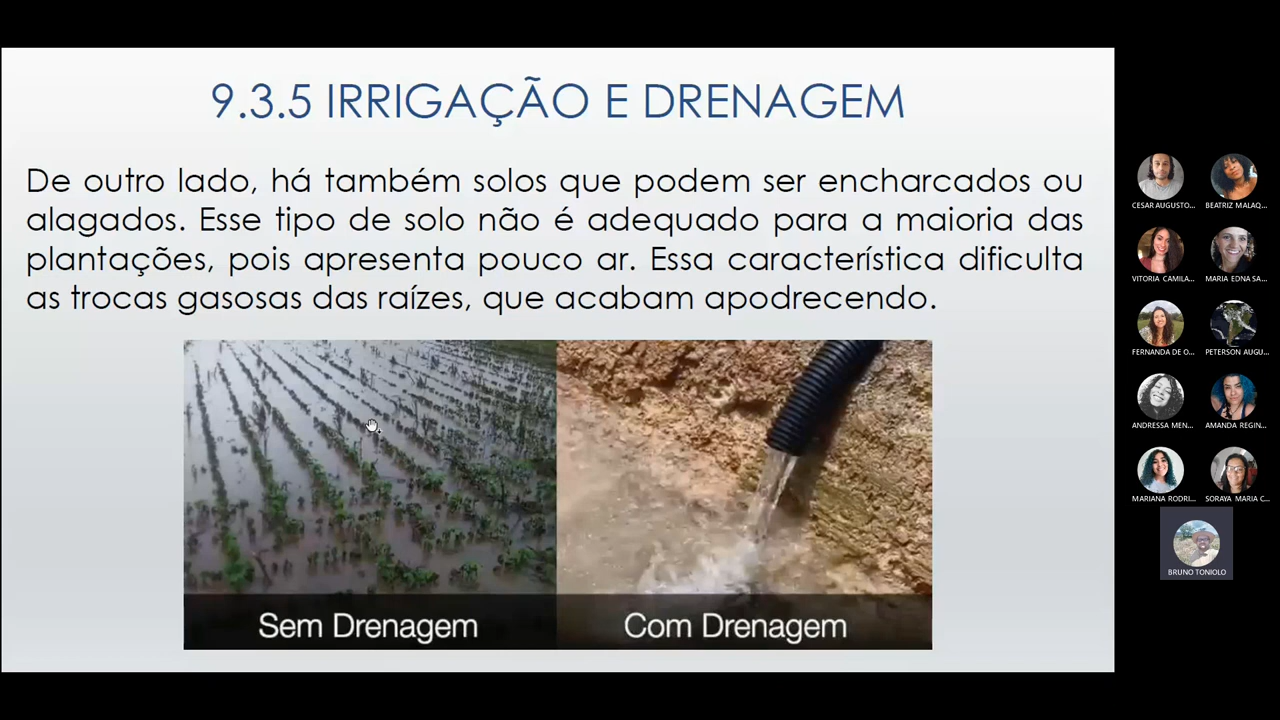 9.3.5 IRRIGAÇÃO E DRENAGEM
De outro lado, há também solos que podem ser encharcados ou
alagados. Esse tipo de solo não é adequado para a maioria das
plantações, pois apresenta pouco ar. Essa característica dificulta
as trocas gasosas das raízes, que acabam apodrecendo.
Sem Drenagem
Com Drenagem
CESAR AUGUSTO...
BEATRIZ MALAQ...
VITORIA CAMILA...
MARIA EDNA SA...
FERNANDA DE O...
PETERSON AUGU...
ANDRESSA MEN...
AMANDA REGIN...
MARIANA RODRI...
SORAYA MARIA C...
BRUNO TONIOLO